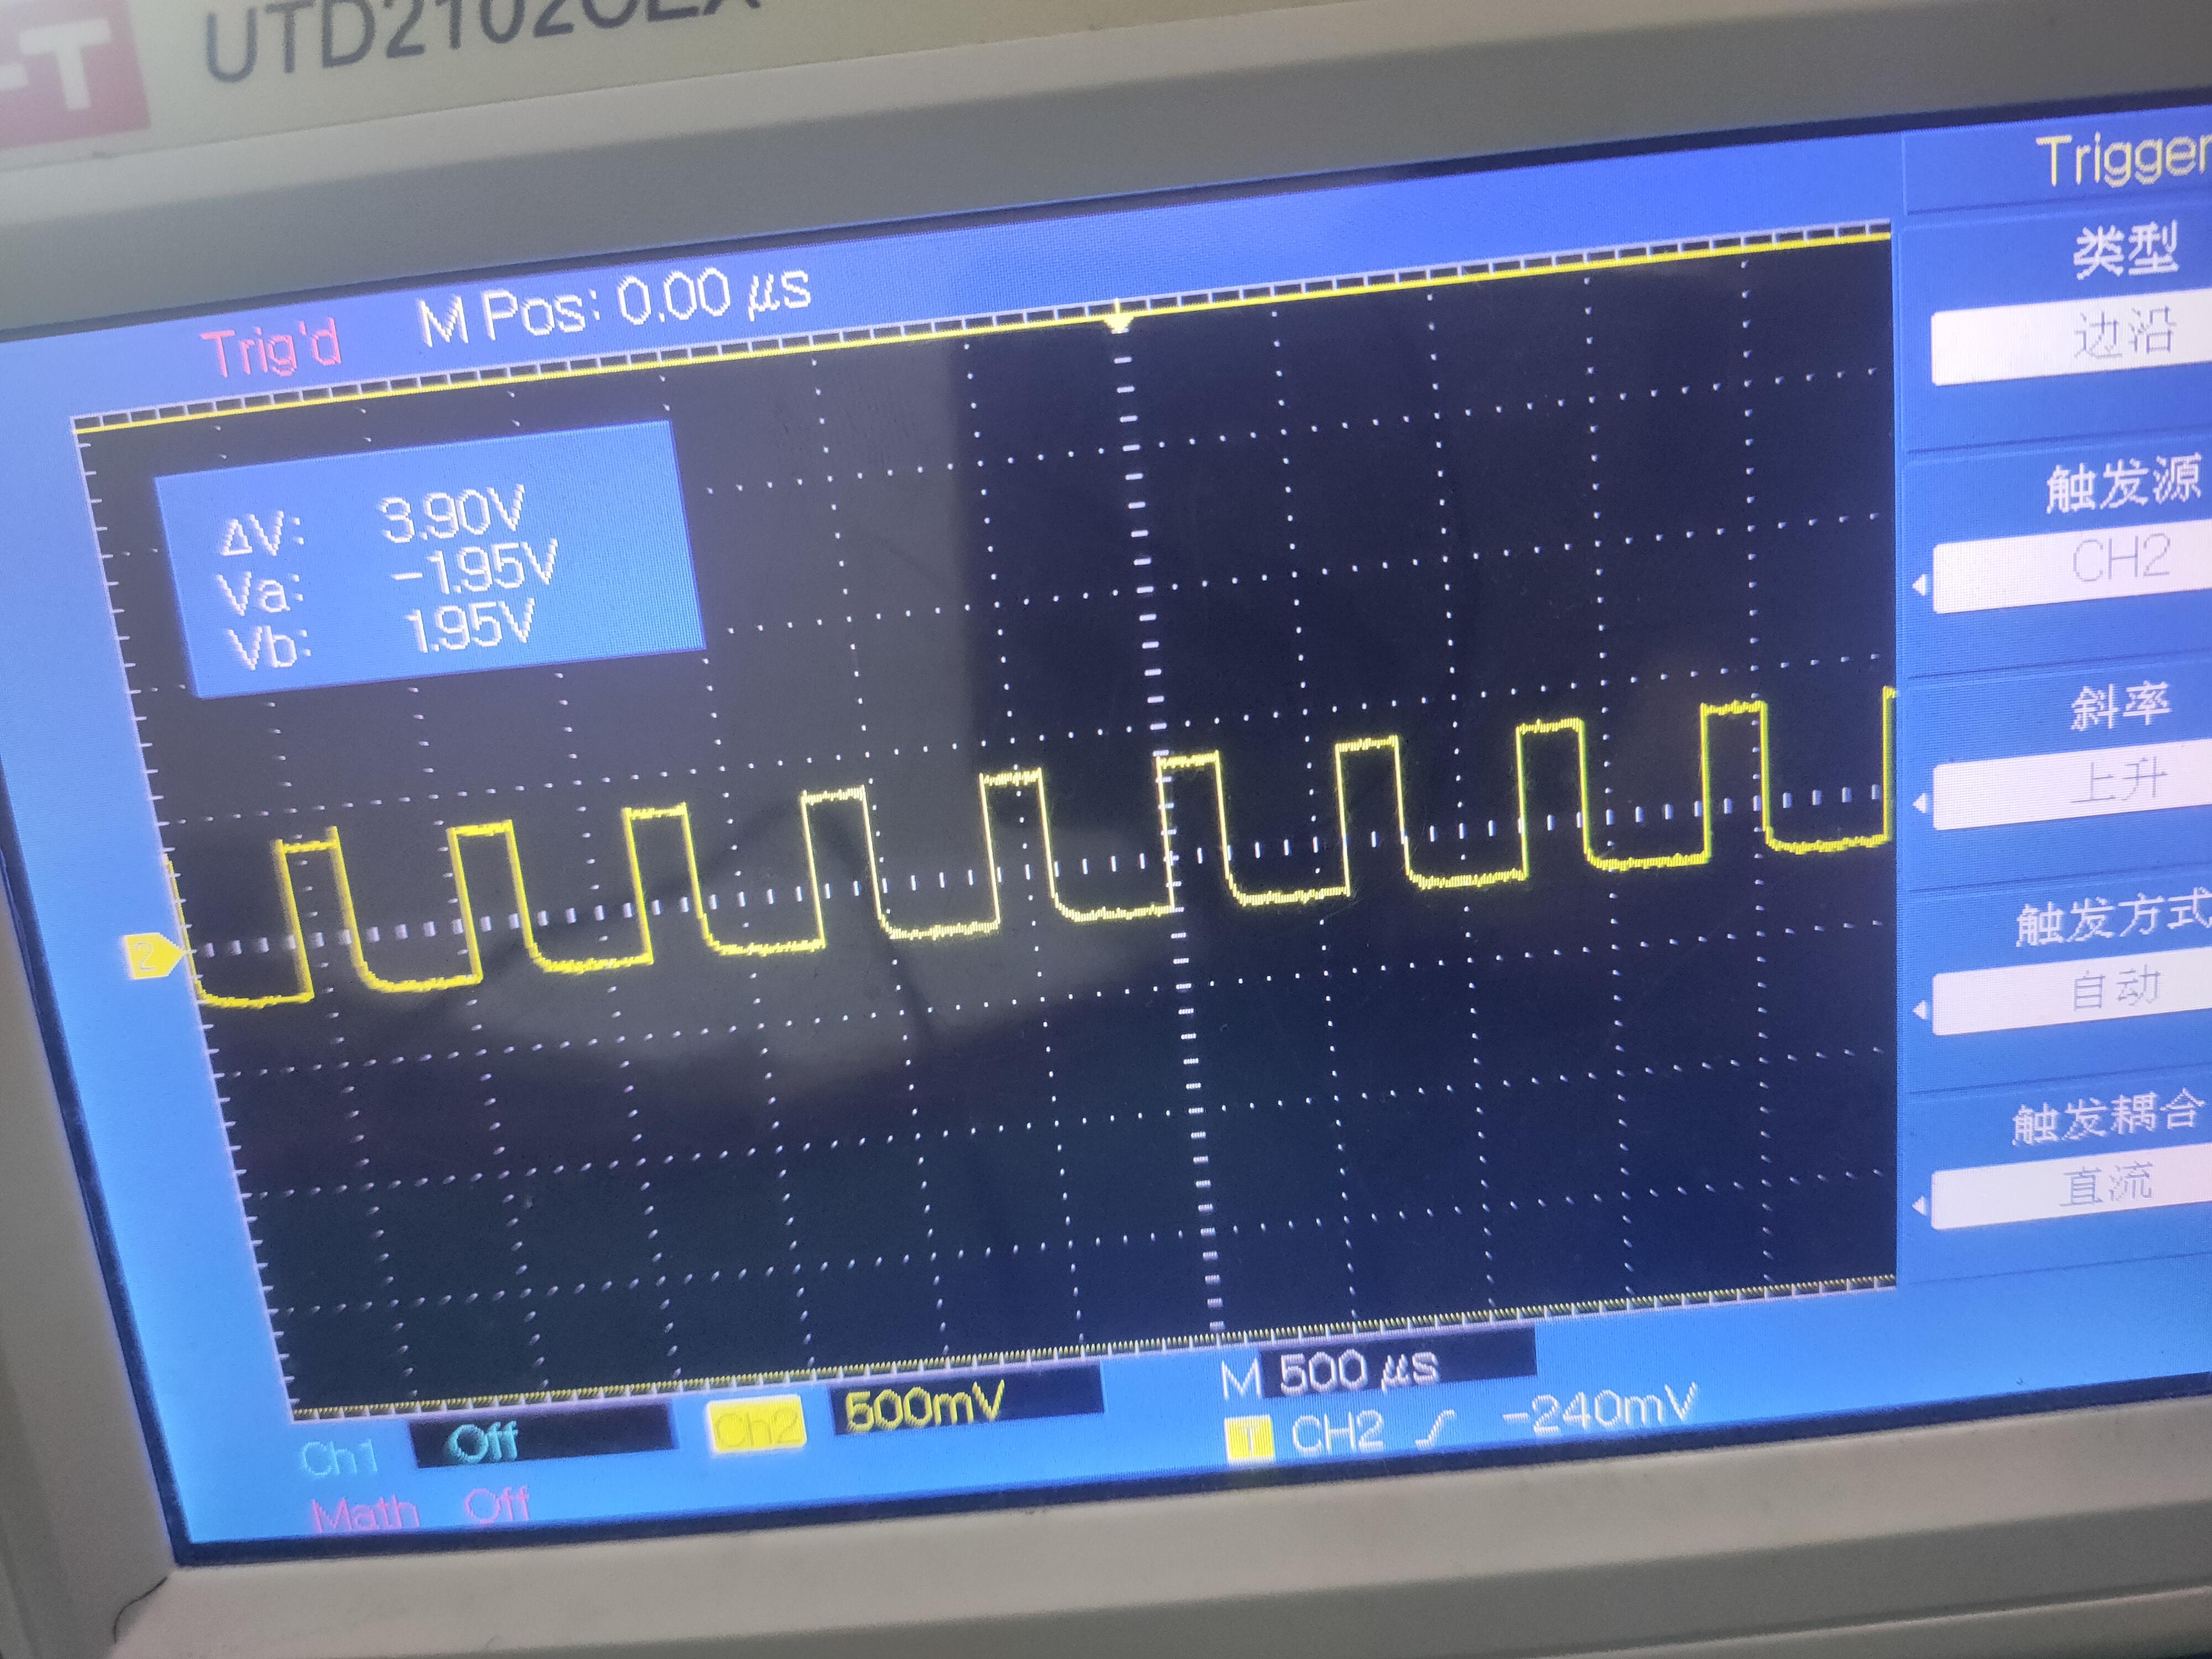 -T
UTD2102CEX
Trigger
Trig'd M Pos: 0.00 μs
类型
边沿
ΔV: 3.90V
Va: -1.95V
Vb: 1.95V
触发源
CH2
斜率
上升
2
触发方式
自动
触发耦合
直流
Ch1 Off Ch2 500mV M 500 μs
T CH2 -240mV
Math Off